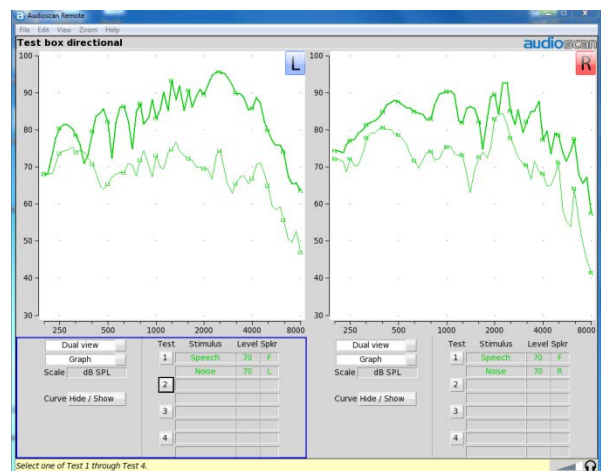 Audioscan Remote
File Edit View Zoom Help
Test box directional
audioscan
L
R
100
90
80
70
60
50
40
30
250 500 1000 2000 4000 8000
100
90
80
70
60
50
40
30
250 500 1000 2000 4000 8000
Dual view
Graph
Scale dB SPL
Curve Hide / Show
Test Stimulus Level Spkr
1 Speech 70 F
Noise 70 L
2
3
4
Dual view
Graph
Scale dB SPL
Curve Hide / Show
Test Stimulus Level Spkr
1 Speech 70 F
Noise 70 R
2
3
4
Select one of Test 1 through Test 4.